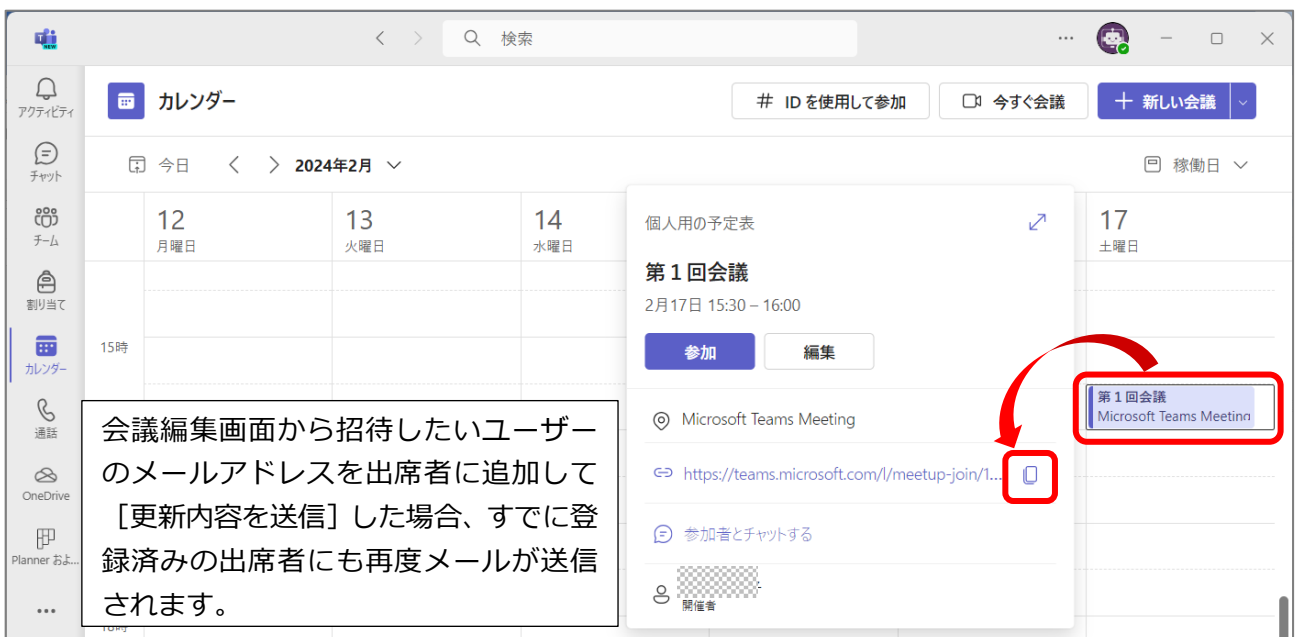 NEW
検索
アクティビティ
チャット
チーム
割り当て
カレンダー
通話
OneDrive
Planner およ...
カレンダー
# ID を使用して参加
今すぐ会議
新しい会議
今日
2024年2月
稼働日
12
月曜日
13
火曜日
14
水曜日
17
土曜日
15時
個人用の予定表
第1回会議
2月17日 15:30 – 16:00
参加
編集
Microsoft Teams Meeting
https://teams.microsoft.com/l/meetup-join/1...
参加者とチャットする
開催者
第1回会議
Microsoft Teams Meeting
会議編集画面から招待したいユーザー
のメールアドレスを出席者に追加して
［更新内容を送信］した場合、すでに登
録済みの出席者にも再度メールが送信
されます。